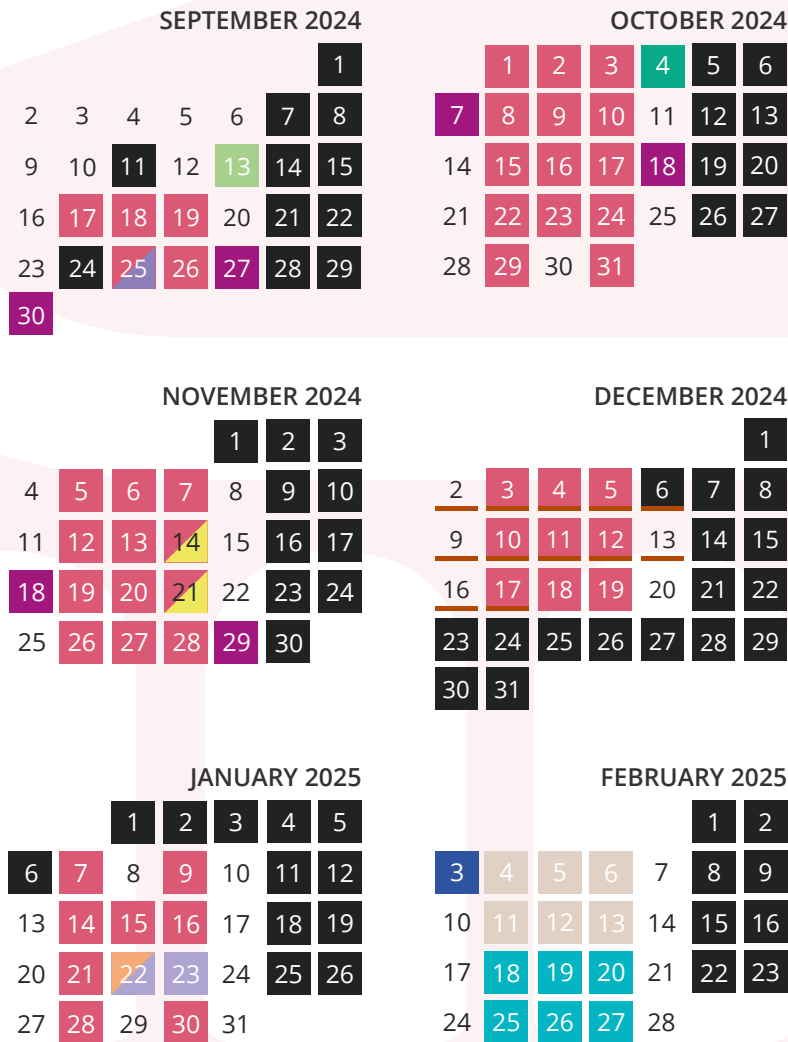 SEPTEMBER 2024
1
2 3 4 5 6 7 8
9 10 11 12 13 14 15
16 17 18 19 20 21 22
23 24 25 26 27 28 29
30
OCTOBER 2024
1 2 3 4 5 6
7 8 9 10 11 12 13
14 15 16 17 18 19 20
21 22 23 24 25 26 27
28 29 30 31
NOVEMBER 2024
1 2 3
4 5 6 7 8 9 10
11 12 13 14 15 16 17
18 19 20 21 22 23 24
25 26 27 28 29 30
DECEMBER 2024
1
2 3 4 5 6 7 8
9 10 11 12 13 14 15
16 17 18 19 20 21 22
23 24 25 26 27 28 29
30 31
JANUARY 2025
1 2 3 4 5
6 7 8 9 10 11 12
13 14 15 16 17 18 19
20 21 22 23 24 25 26
27 28 29 30 31
FEBRUARY 2025
1 2
3 4 5 6 7 8 9
10 11 12 13 14 15 16
17 18 19 20 21 22 23
24 25 26 27 28